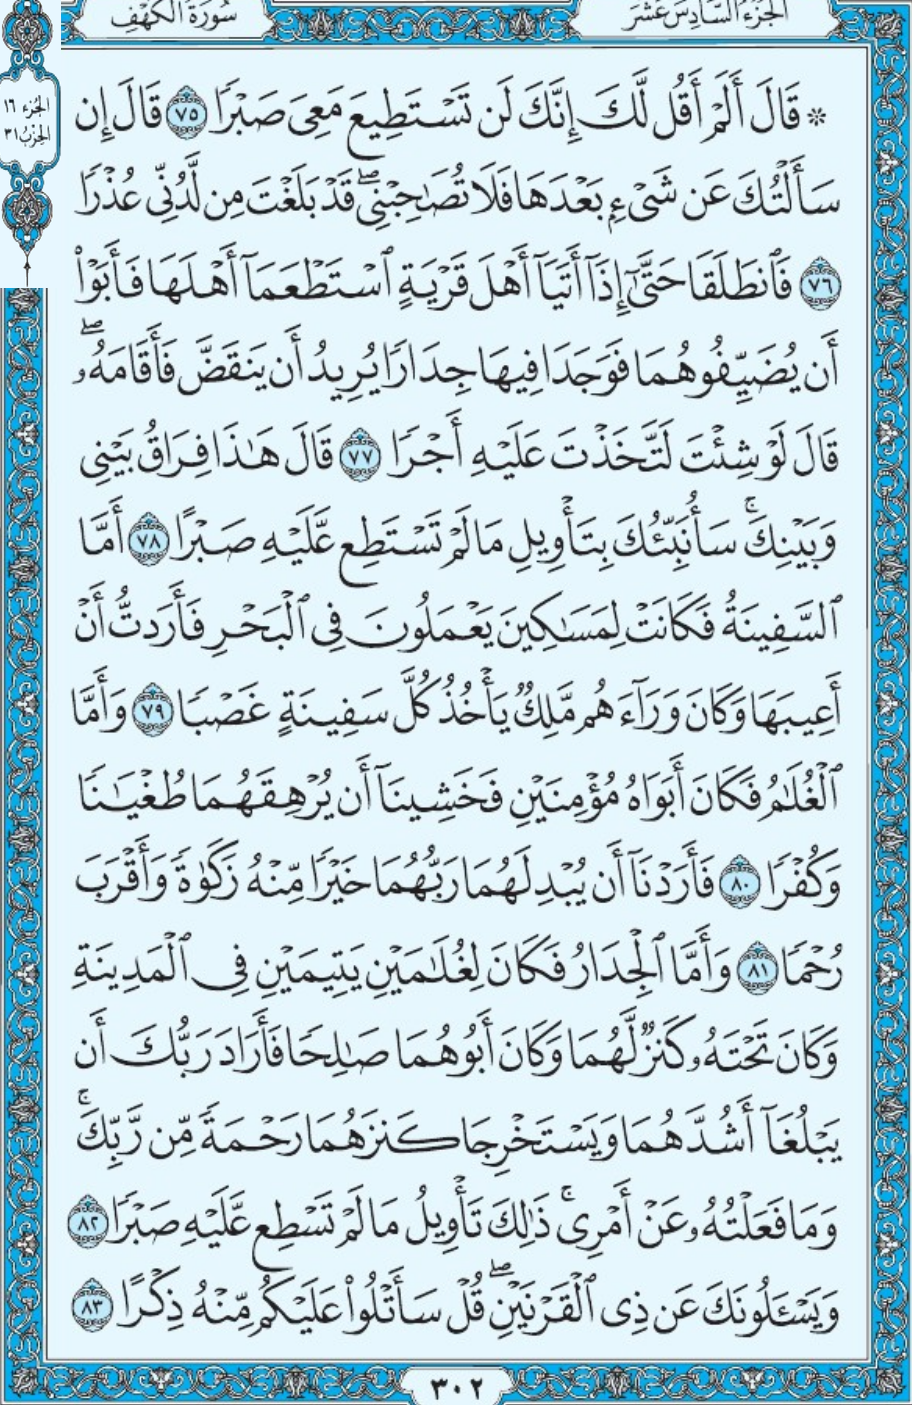 الجزء السادس عشر
سورة الكهف
الجزء ١٦
الحزب ٣١
۞ قَالَ أَلَمْ أَقُل لَّكَ إِنَّكَ لَن تَسْتَطِيعَ مَعِىَ صَبْرًا ٧٥ قَالَ إِن
سَأَلْتُكَ عَن شَىْءٍۭ بَعْدَهَا فَلَا تُصَـٰحِبْنِى ۖ قَدْ بَلَغْتَ مِن لَّدُنِّى عُذْرًا
٧٦ فَٱنطَلَقَا حَتَّىٰٓ إِذَآ أَتَيَآ أَهْلَ قَرْيَةٍ ٱسْتَطْعَمَآ أَهْلَهَا فَأَبَوْا۟
أَن يُضَيِّفُوهُمَا فَوَجَدَا فِيهَا جِدَارًا يُرِيدُ أَن يَنقَضَّ فَأَقَامَهُۥ ۖ
قَالَ لَوْ شِئْتَ لَتَّخَذْتَ عَلَيْهِ أَجْرًا ٧٧ قَالَ هَـٰذَا فِرَاقُ بَيْنِى
وَبَيْنِكَ ۚ سَأُنَبِّئُكَ بِتَأْوِيلِ مَا لَمْ تَسْتَطِع عَّلَيْهِ صَبْرًا ٧٨ أَمَّا
ٱلسَّفِينَةُ فَكَانَتْ لِمَسَـٰكِينَ يَعْمَلُونَ فِى ٱلْبَحْرِ فَأَرَدتُّ أَنْ
أَعِيبَهَا وَكَانَ وَرَآءَهُم مَّلِكٌ يَأْخُذُ كُلَّ سَفِينَةٍ غَصْبًا ٧٩ وَأَمَّا
ٱلْغُلَـٰمُ فَكَانَ أَبَوَاهُ مُؤْمِنَيْنِ فَخَشِينَآ أَن يُرْهِقَهُمَا طُغْيَـٰنًا
وَكُفْرًا ٨٠ فَأَرَدْنَآ أَن يُبْدِلَهُمَا رَبُّهُمَا خَيْرًا مِّنْهُ زَكَوٰةً وَأَقْرَبَ
رُحْمًا ٨١ وَأَمَّا ٱلْجِدَارُ فَكَانَ لِغُلَـٰمَيْنِ يَتِيمَيْنِ فِى ٱلْمَدِينَةِ
وَكَانَ تَحْتَهُۥ كَنزٌ لَّهُمَا وَكَانَ أَبُوهُمَا صَـٰلِحًا فَأَرَادَ رَبُّكَ أَن
يَبْلُغَآ أَشُدَّهُمَا وَيَسْتَخْرِجَا كَنزَهُمَا رَحْمَةً مِّن رَّبِّكَ ۚ
وَمَا فَعَلْتُهُۥ عَنْ أَمْرِى ۚ ذَٰلِكَ تَأْوِيلُ مَا لَمْ تَسْطِع عَّلَيْهِ صَبْرًا ٨٢
وَيَسْـَٔلُونَكَ عَن ذِى ٱلْقَرْنَيْنِ ۖ قُلْ سَأَتْلُوا۟ عَلَيْكُم مِّنْهُ ذِكْرًا ٨٣
٣٠٢